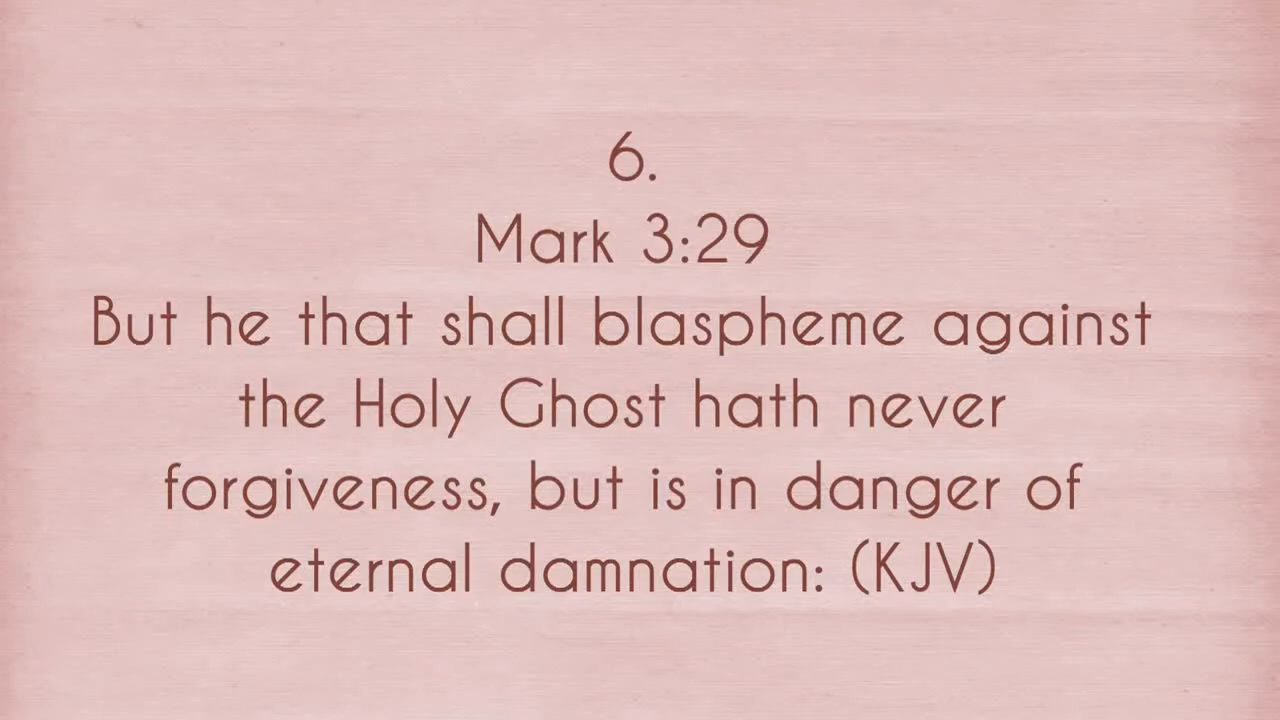 6.
Mark 3:29
But he that shall blaspheme against
the Holy Ghost hath never
forgiveness, but is in danger of
eternal damnation: (KJV)